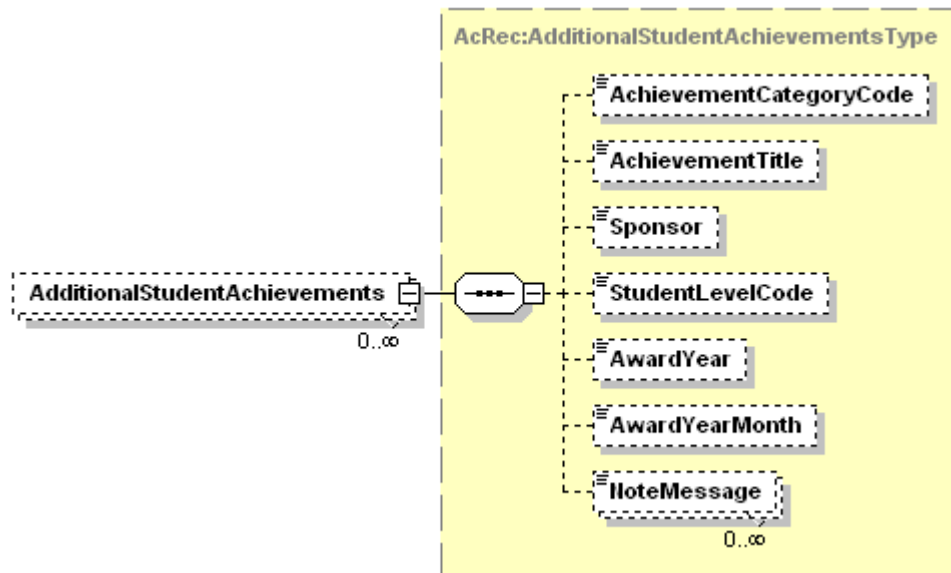 AcRec:AdditionalStudentAchievementsType
AchievementCategoryCode
AchievementTitle
Sponsor
AdditionalStudentAchievements
0..∞
StudentLevelCode
AwardYear
AwardYearMonth
NoteMessage
0..∞